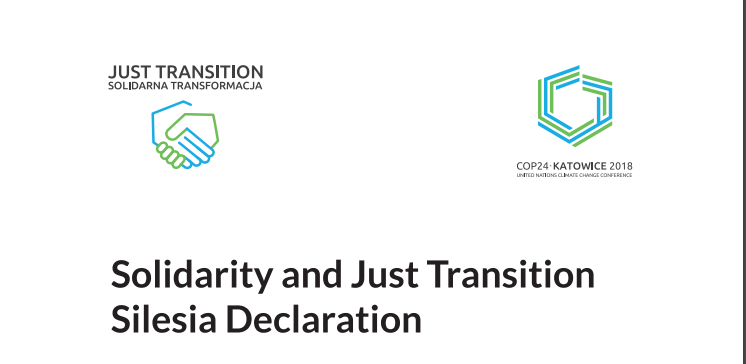 JUST TRANSITION
SOLIDARNA TRANSFORMACJA
COP24·KATOWICE 2018
UNITED NATIONS CLIMATE CHANGE CONFERENCE
Solidarity and Just Transition
Silesia Declaration